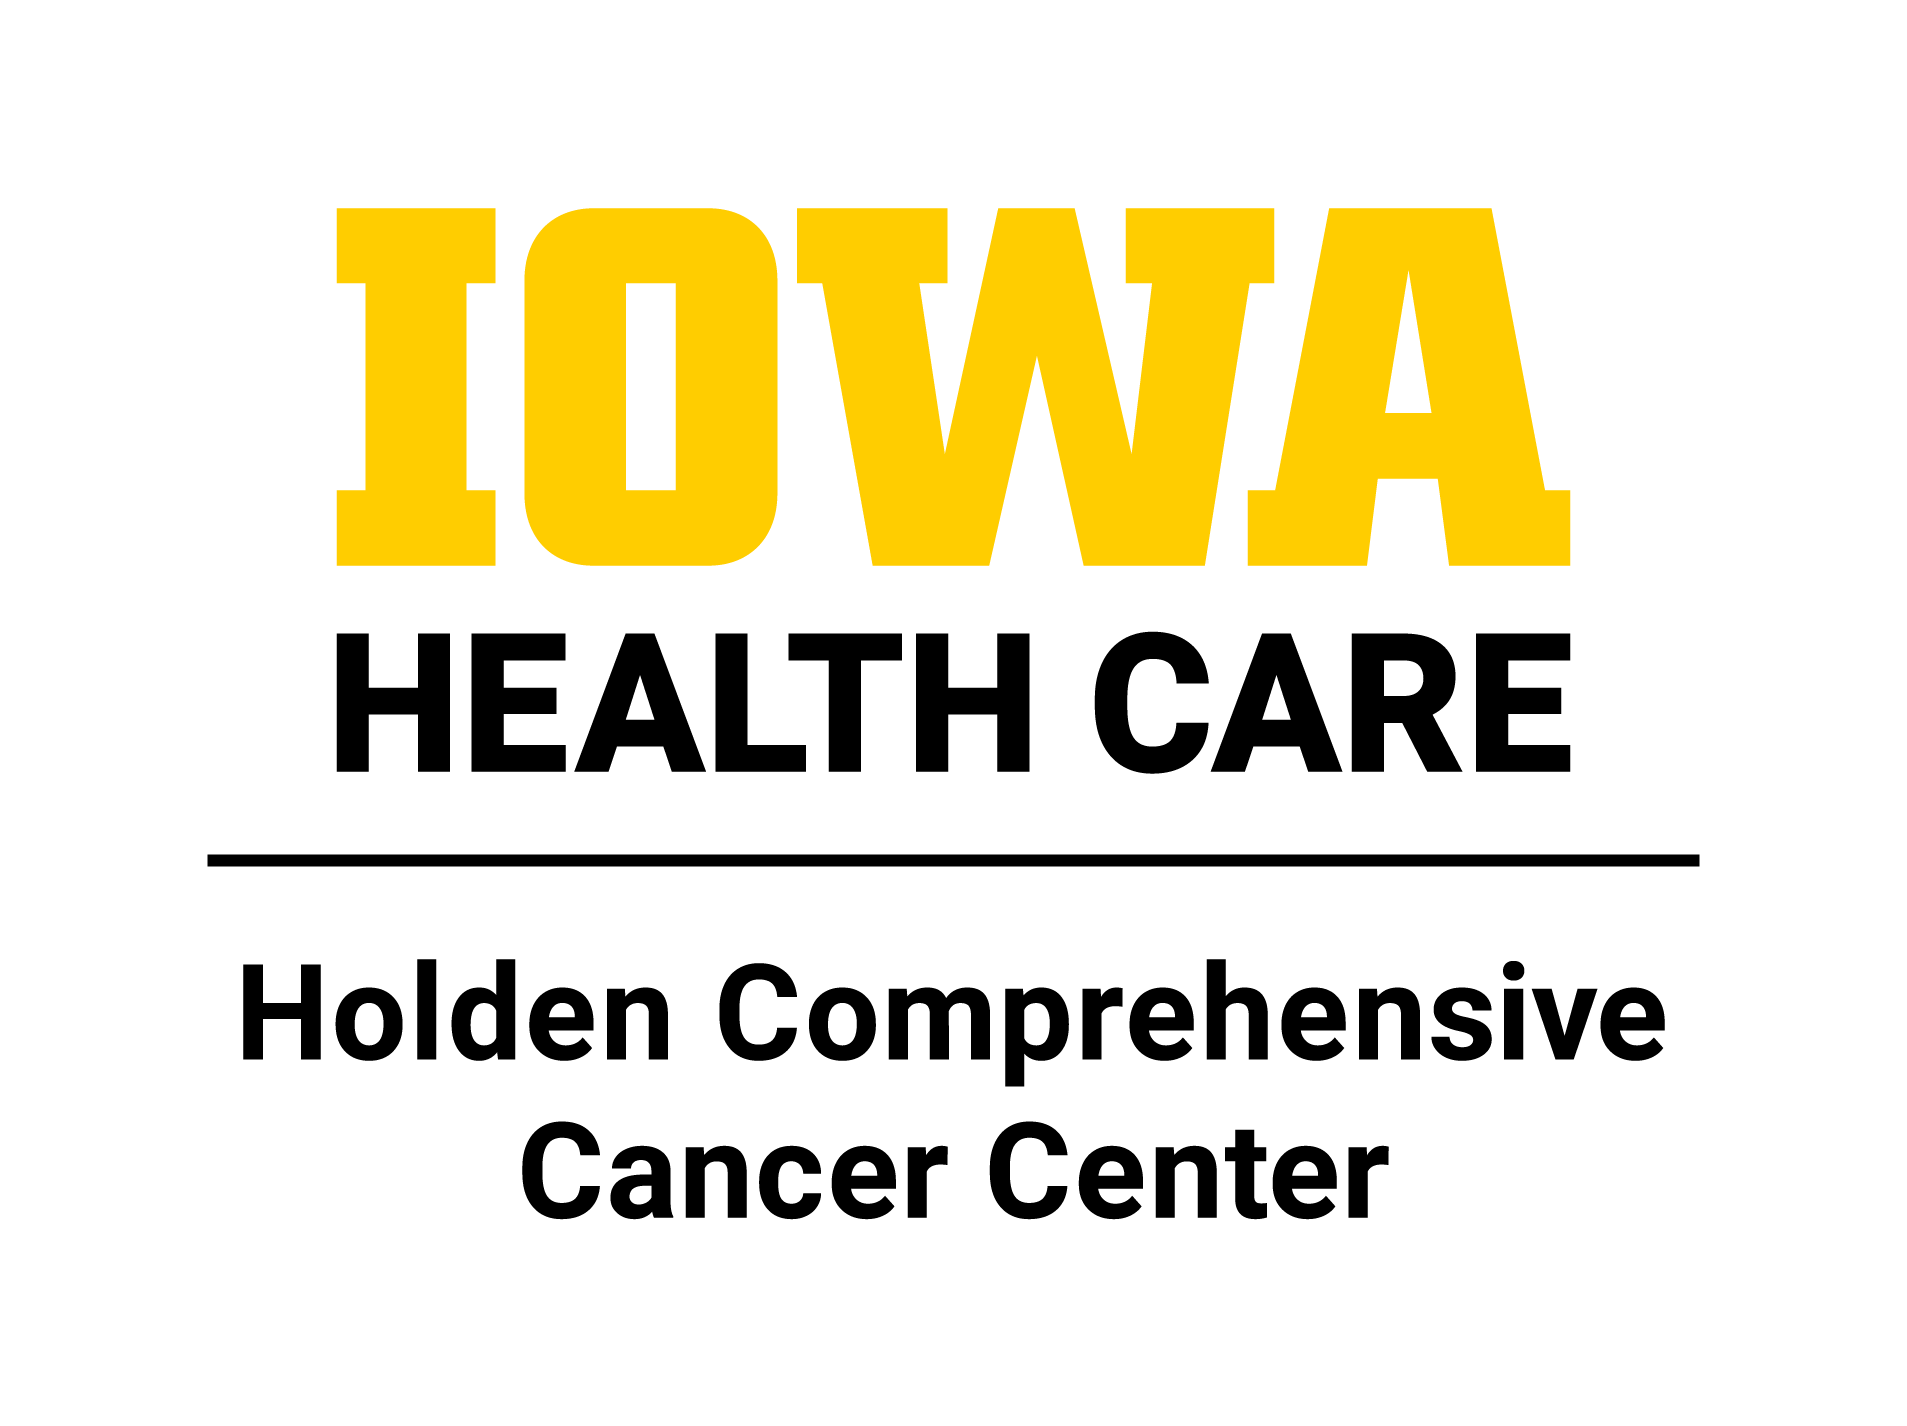 IOWA
HEALTH CARE
Holden Comprehensive
Cancer Center